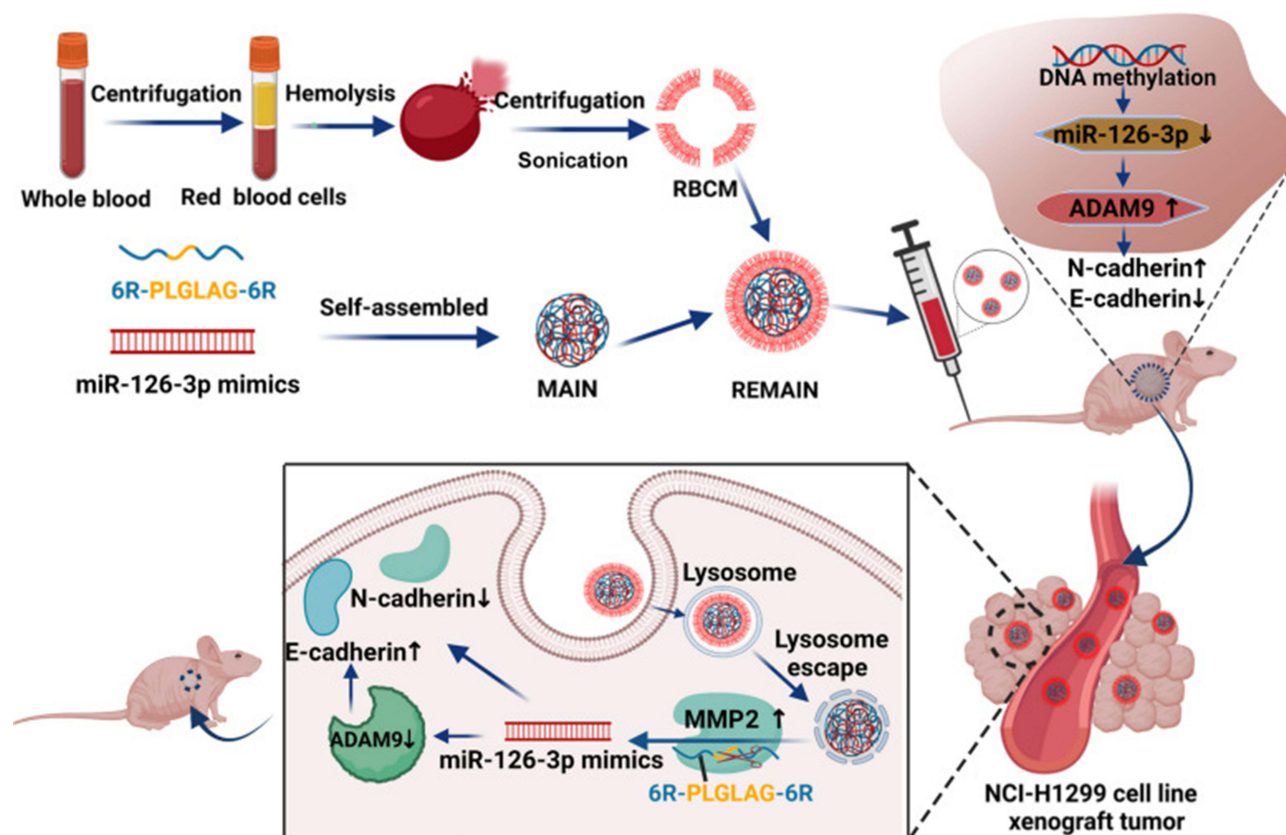 Centrifugation
Hemolysis
Centrifugation
Sonication
Whole blood
Red blood cells
RBCM
6R-PLGLAG-6R
Self-assembled
miR-126-3p mimics
MAIN
REMAIN
DNA methylation
miR-126-3p ↓
ADAM9 ↑
N-cadherin↑
E-cadherin↓
Lysosome
Lysosome
escape
N-cadherin↓
E-cadherin↑
ADAM9↓
miR-126-3p mimics
MMP2 ↑
6R-PLGLAG-6R
NCI-H1299 cell line
xenograft tumor